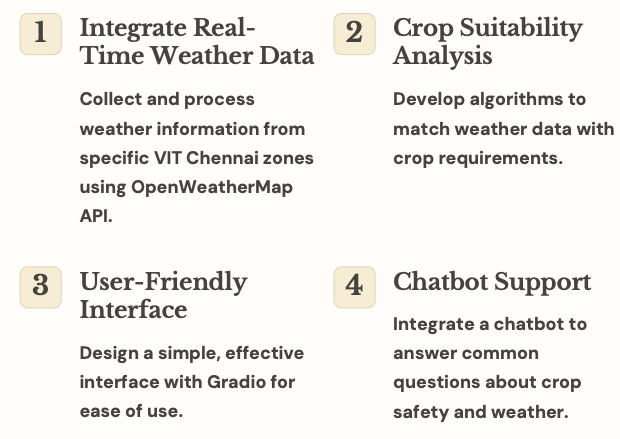 1
Integrate Real-
Time Weather Data
Collect and process
weather information from
specific VIT Chennai zones
using OpenWeatherMap
API.
2
Crop Suitability
Analysis
Develop algorithms to
match weather data with
crop requirements.
3
User-Friendly
Interface
Design a simple, effective
interface with Gradio for
ease of use.
4
Chatbot Support
Integrate a chatbot to
answer common
questions about crop
safety and weather.